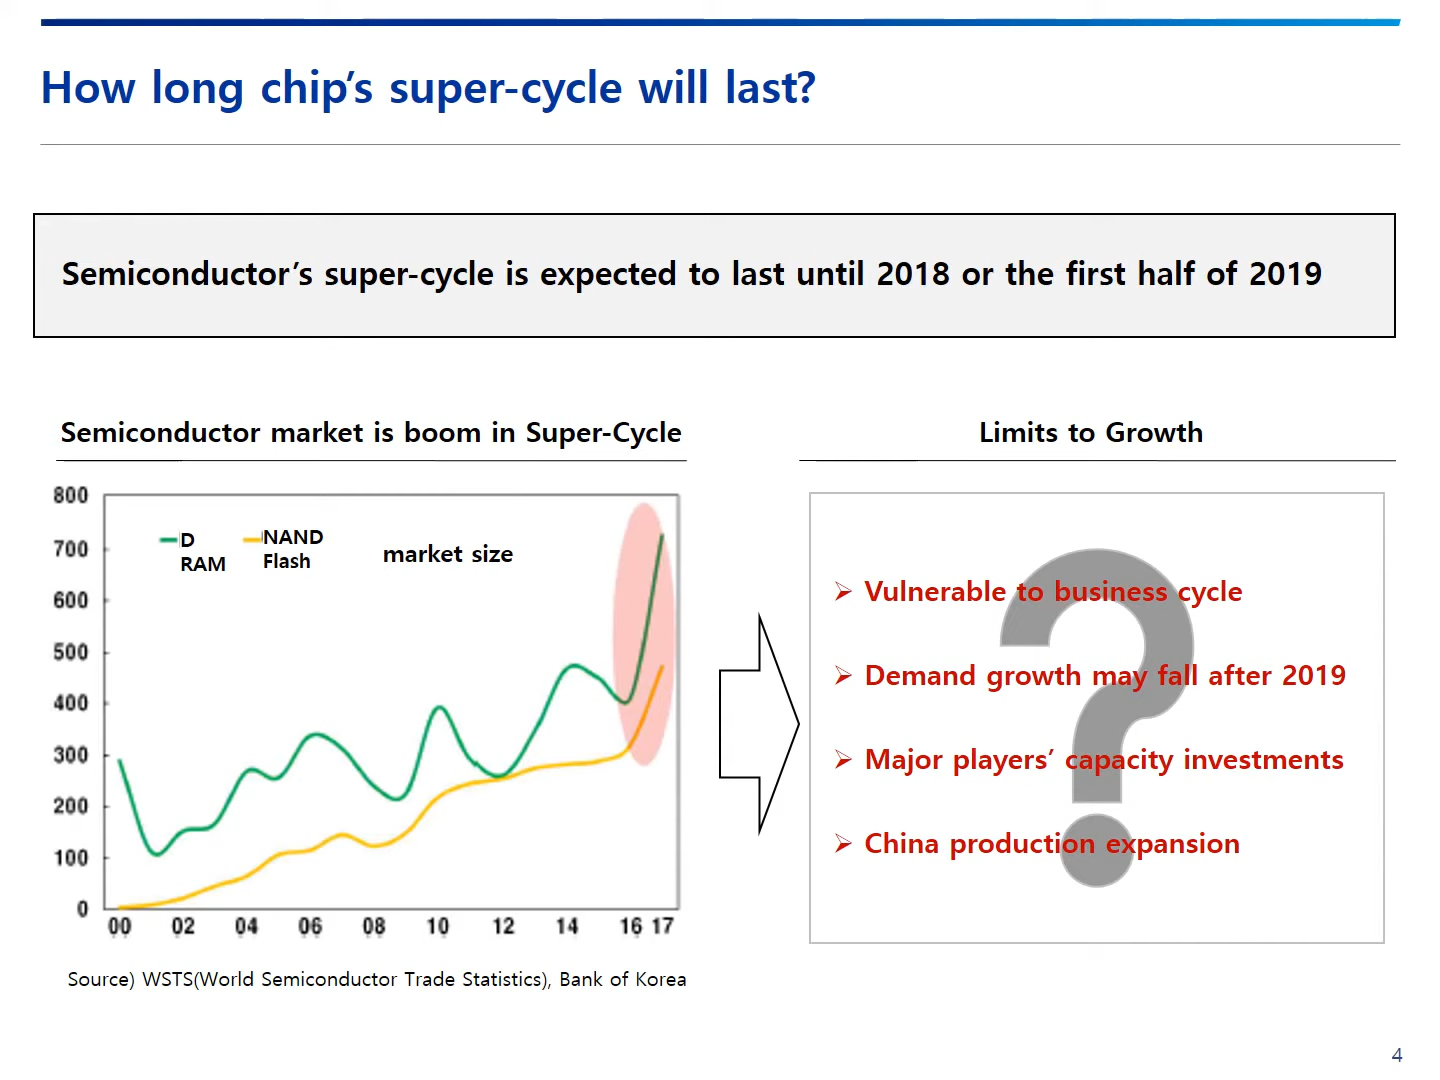 How long chip’s super-cycle will last?
Semiconductor’s super-cycle is expected to last until 2018 or the first half of 2019
Semiconductor market is boom in Super-Cycle
800
700
600
500
400
300
200
100
0
D
RAM
NAND
Flash
market size
00 02 04 06 08 10 12 14 16 17
Source) WSTS(World Semiconductor Trade Statistics), Bank of Korea
Limits to Growth
➢ Vulnerable to business cycle
➢ Demand growth may fall after 2019
➢ Major players’ capacity investments
➢ China production expansion
?
4